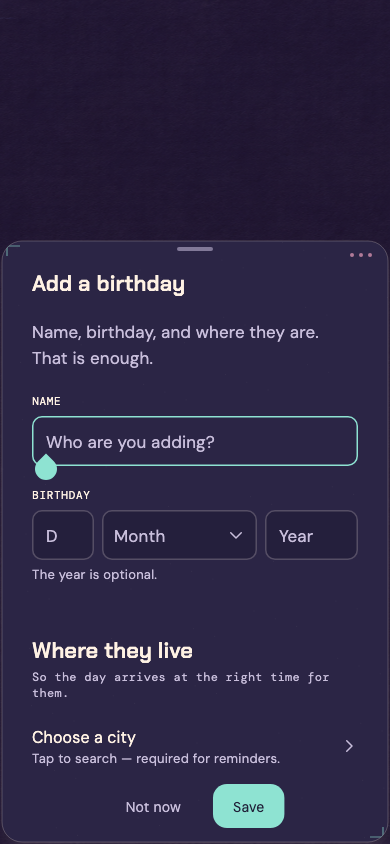 Add a birthday
Name, birthday, and where they are.
That is enough.
NAME
Who are you adding?
BIRTHDAY
D
Month
Year
The year is optional.
Where they live
So the day arrives at the right time for
them.
Choose a city
Tap to search — required for reminders.
Not now
Save